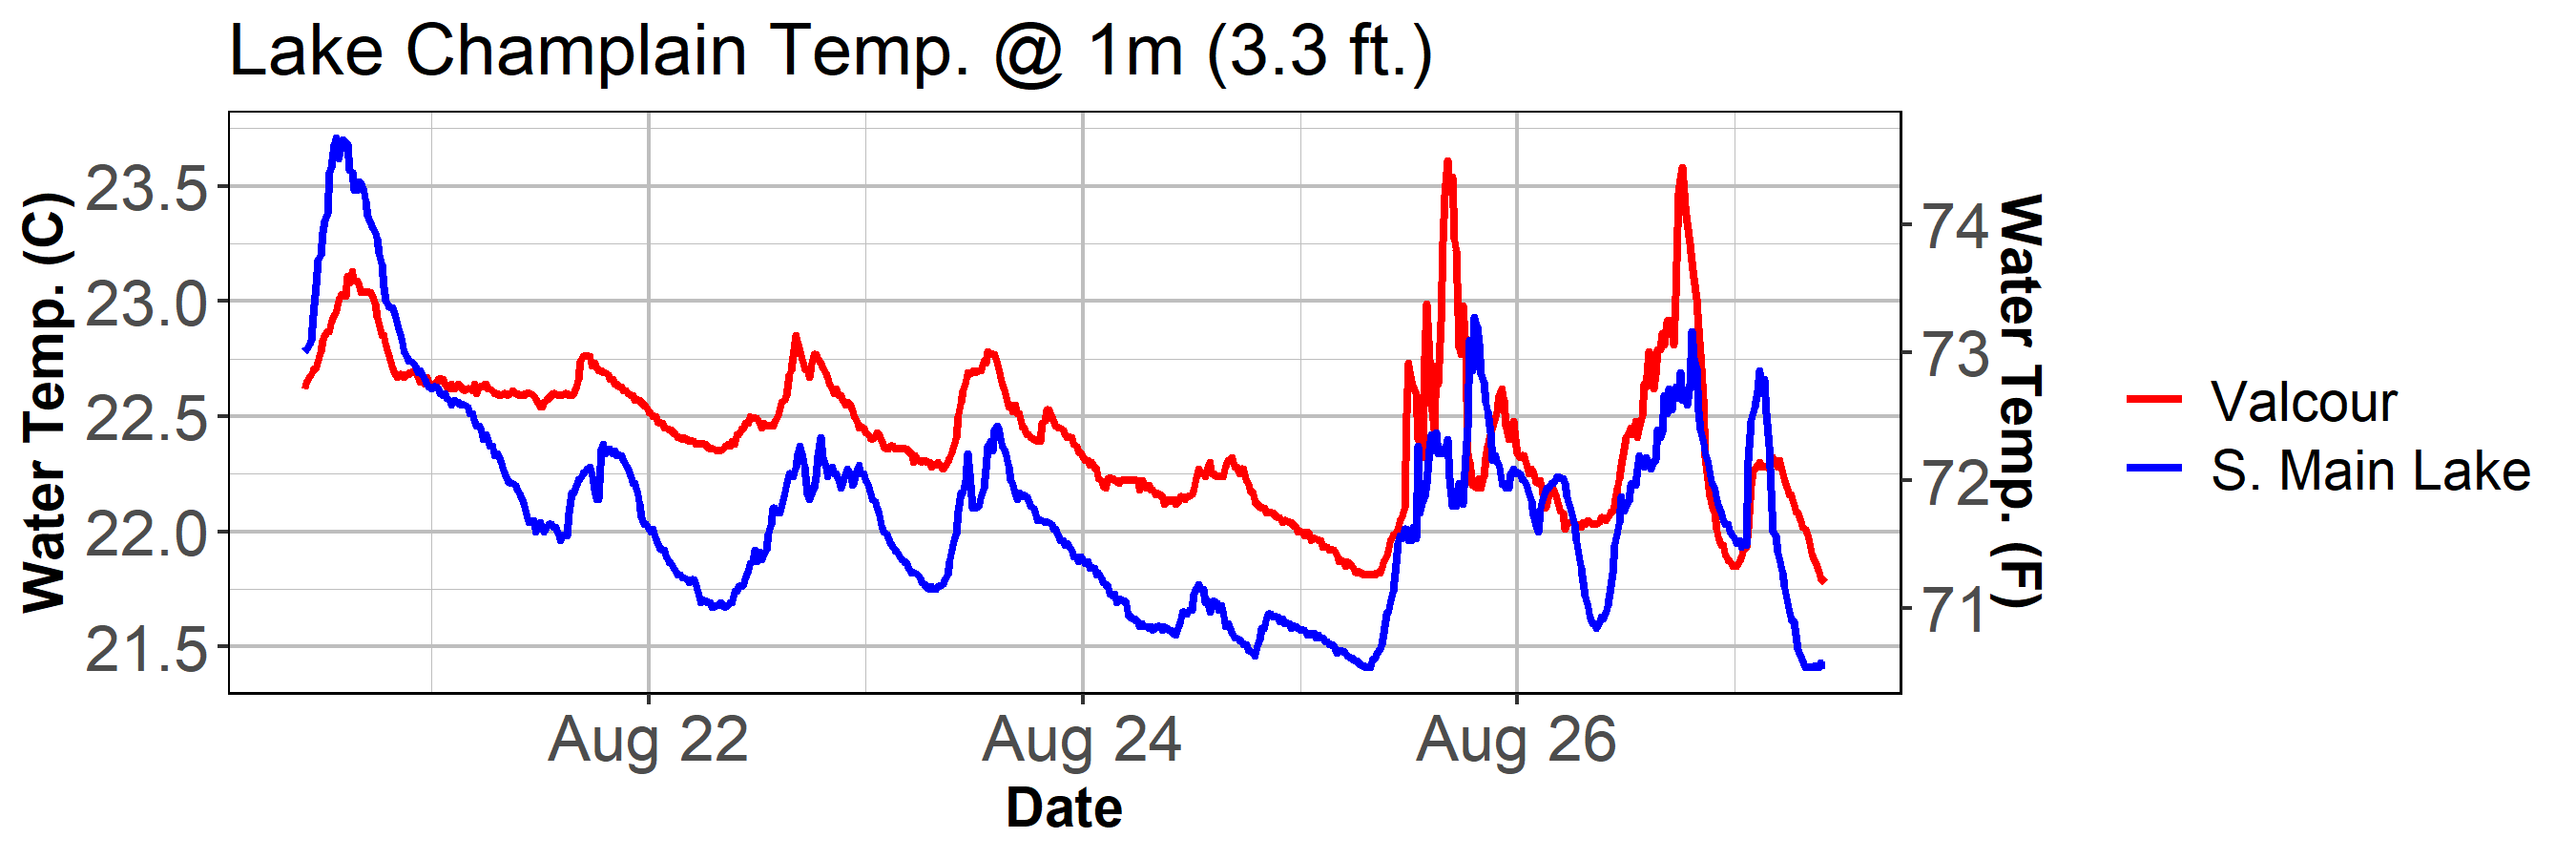 Lake Champlain Temp. @ 1m (3.3 ft.)
Water Temp. (C)
23.5
23.0
22.5
22.0
21.5
74
73
72
71
Water Temp. (F)
Aug 22
Aug 24
Aug 26
Date
Valcour
S. Main Lake